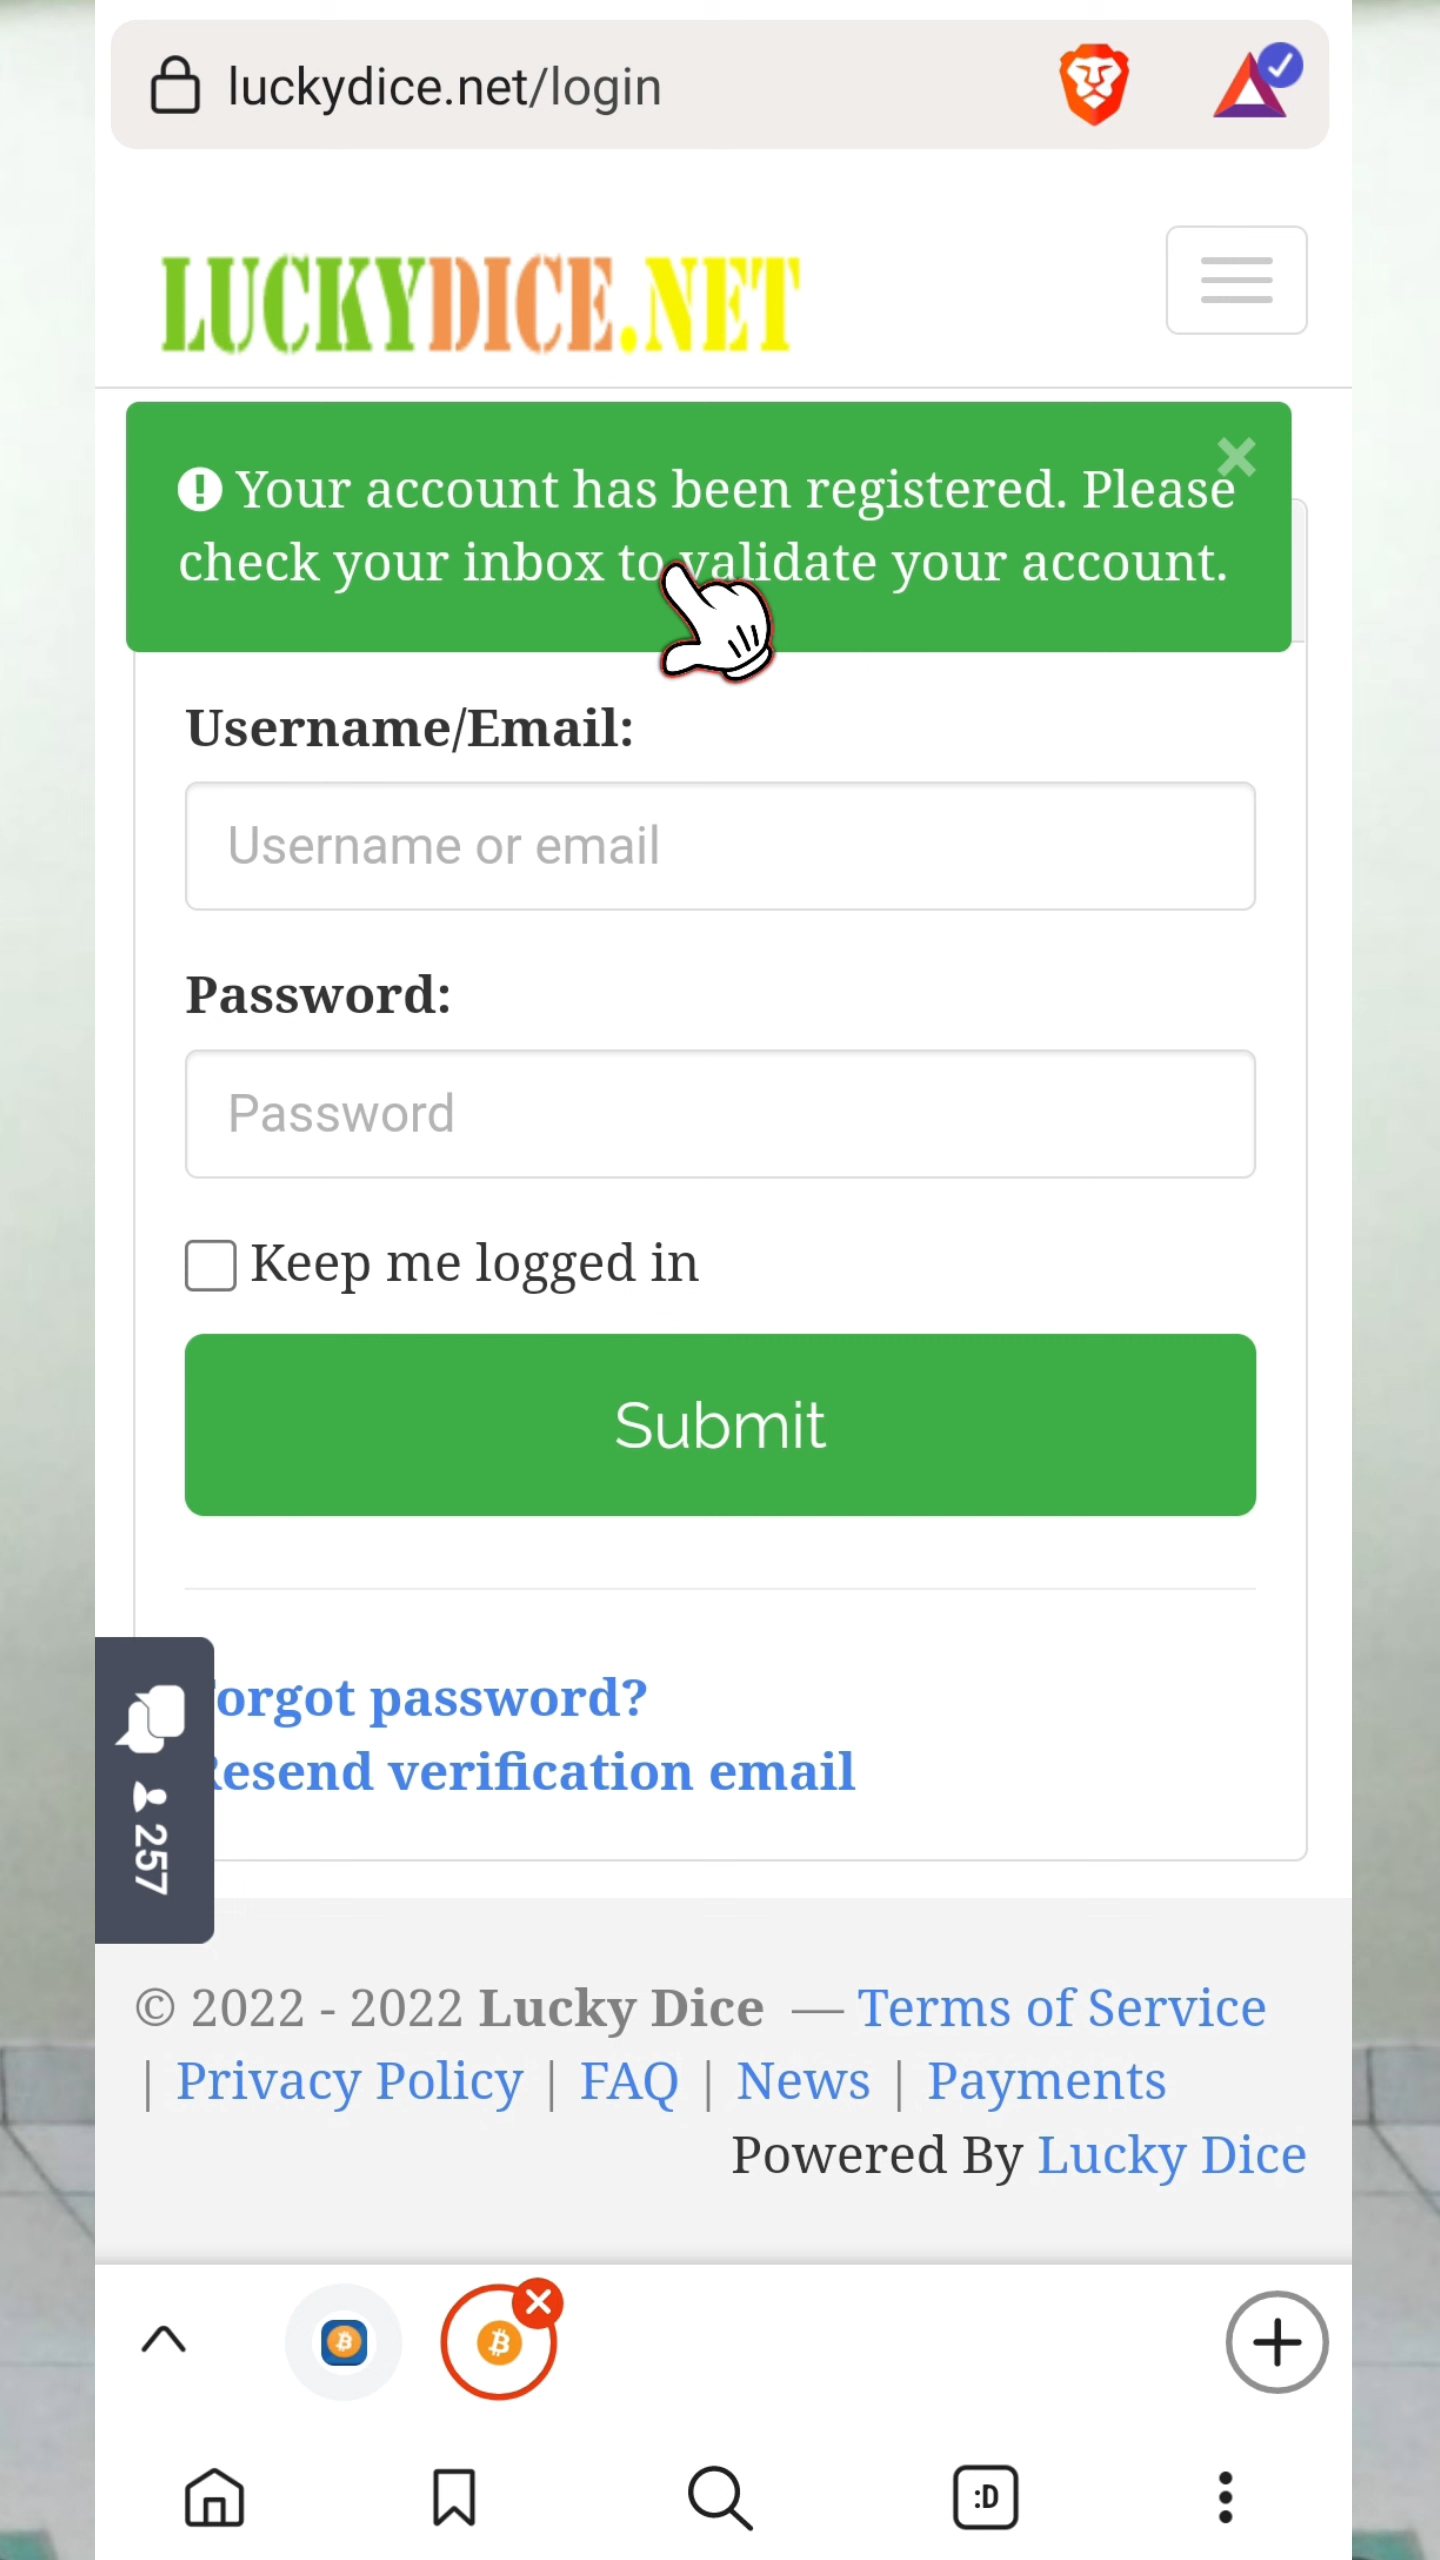 luckydice.net/login
LUCKYDICE.NET
Your account has been registered. Please
check your inbox to validate your account.
Username/Email:
Username or email
Password:
Password
Keep me logged in
Submit
orgot password?
esend verification email
257
© 2022 - 2022 Lucky Dice — Terms of Service
| Privacy Policy | FAQ | News | Payments
Powered By Lucky Dice
:D